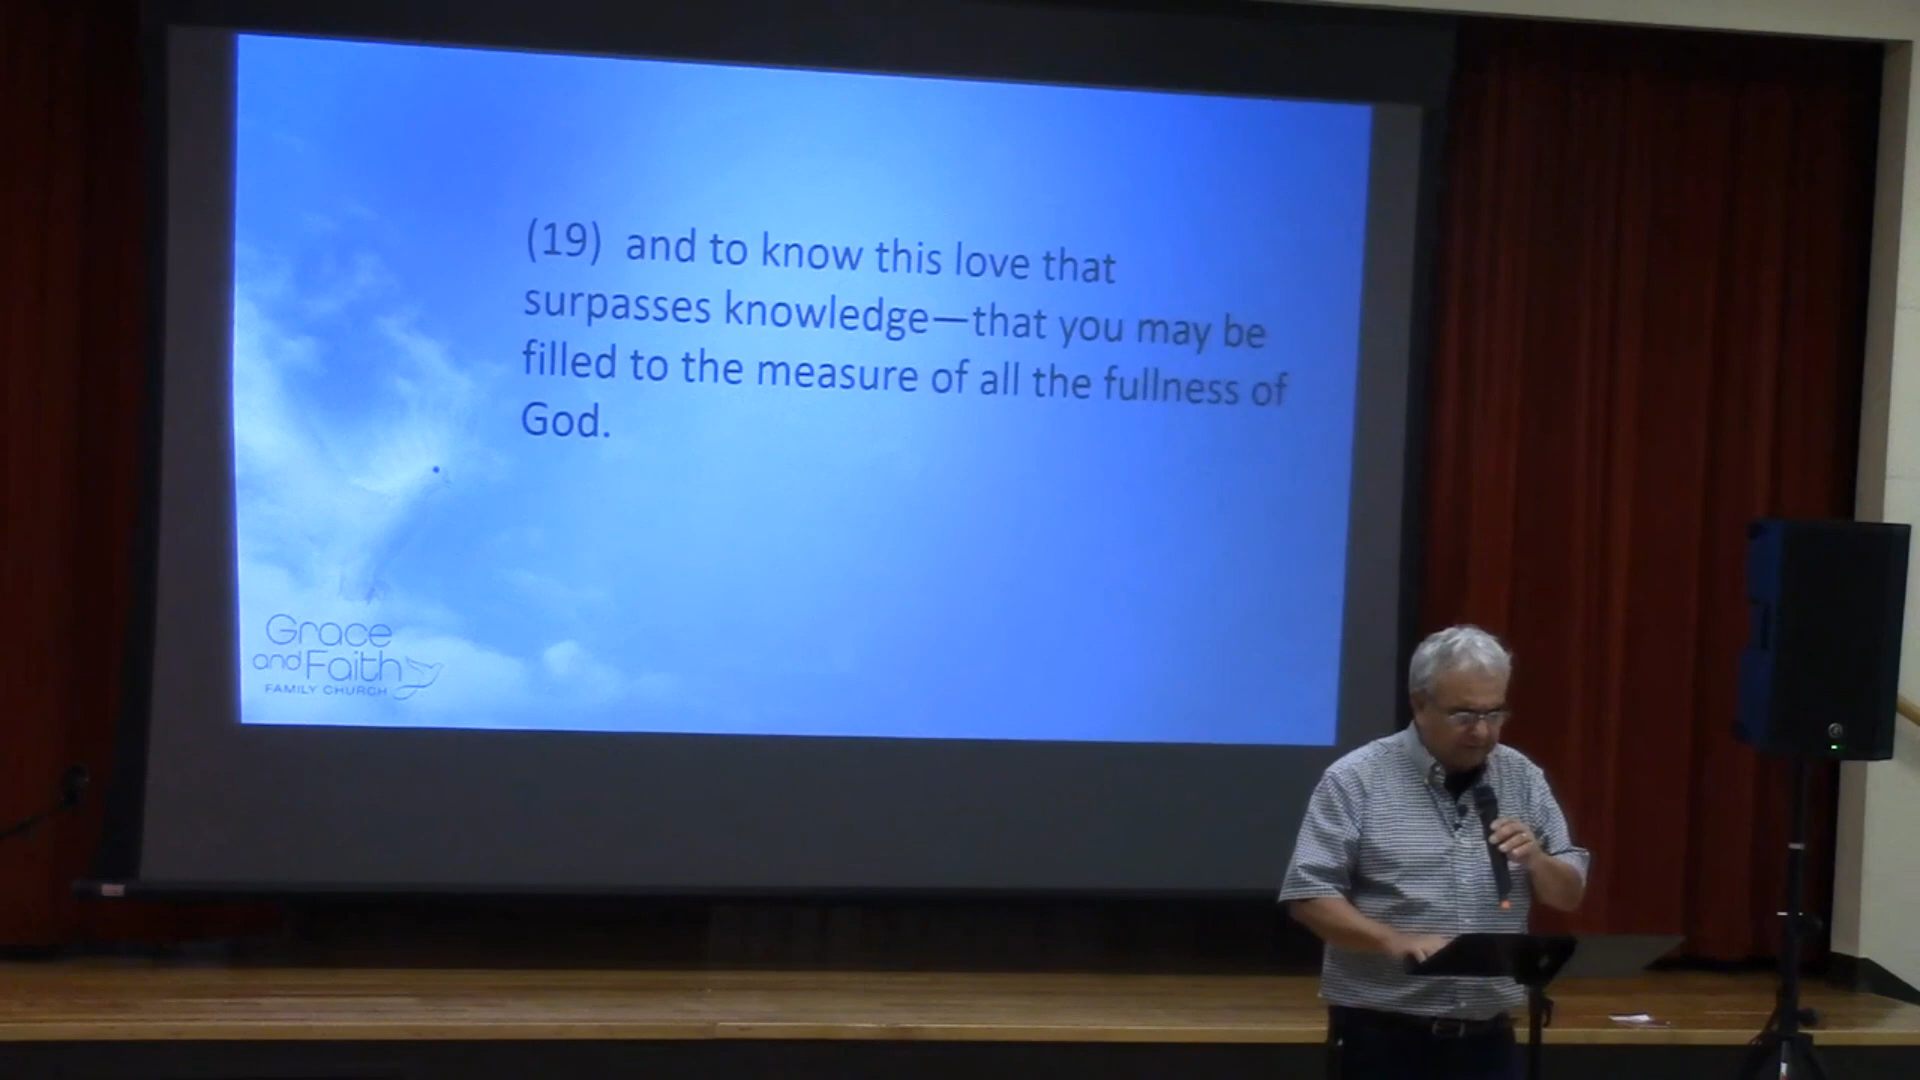 (19) and to know this love that
surpasses knowledge—that you may be
filled to the measure of all the fullness of
God.
Grace
and Faith
FAMILY CHURCH